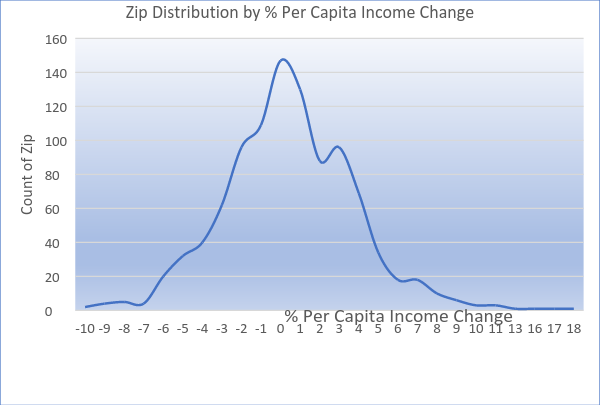 Zip Distribution by % Per Capita Income Change
160
140
120
100
80
60
40
20
0
Count of Zip
% Per Capita Income Change
-10 -9 -8 -7 -6 -5 -4 -3 -2 -1 0 1 2 3 4 5 6 7 8 9 10 11 13 16 17 18